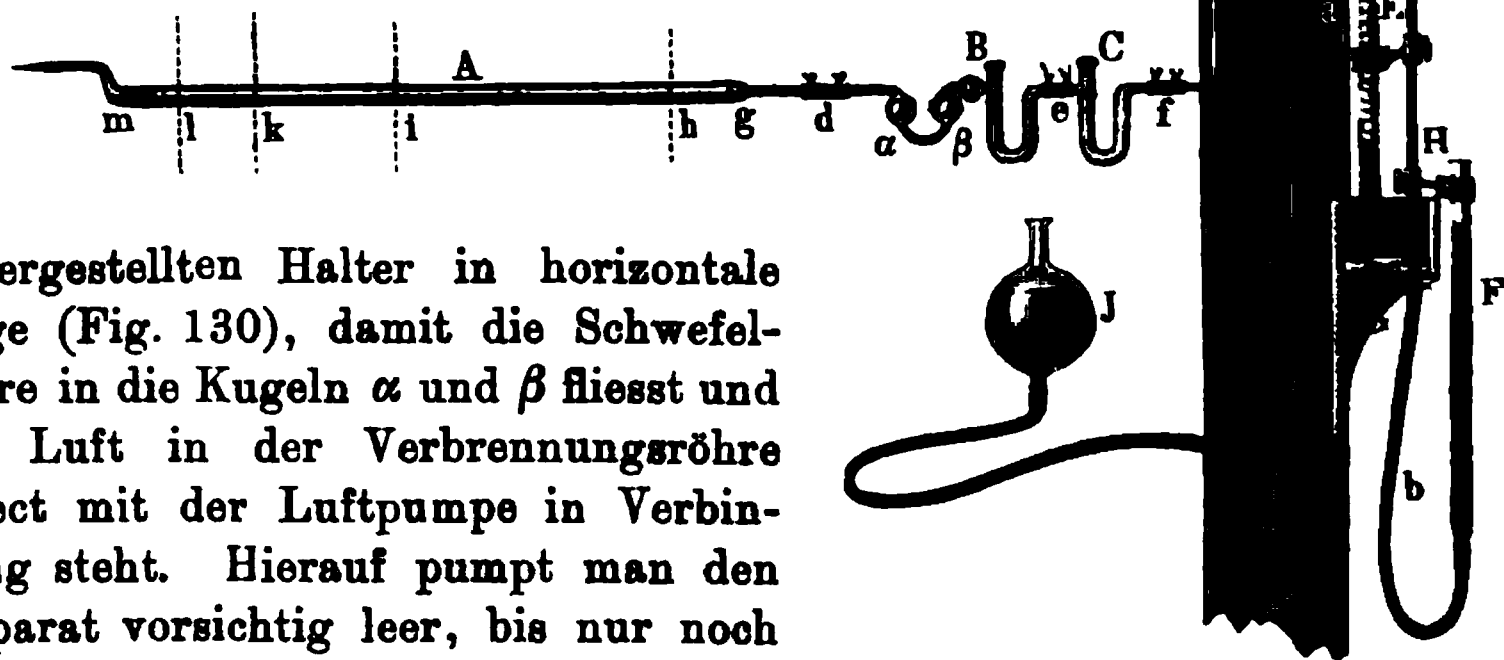 A
B
C
m
l
k
i
h
g
d
α
β
e
f
E
H
J
F
b
ergestellten Halter in horizontale
ge (Fig. 130), damit die Schwefel-
re in die Kugeln α und β fliesst und
Luft in der Verbrennungsröhre
ect mit der Luftpumpe in Verbin-
ng steht. Hierauf pumpt man den
parat vorsichtig leer, bis nur noch